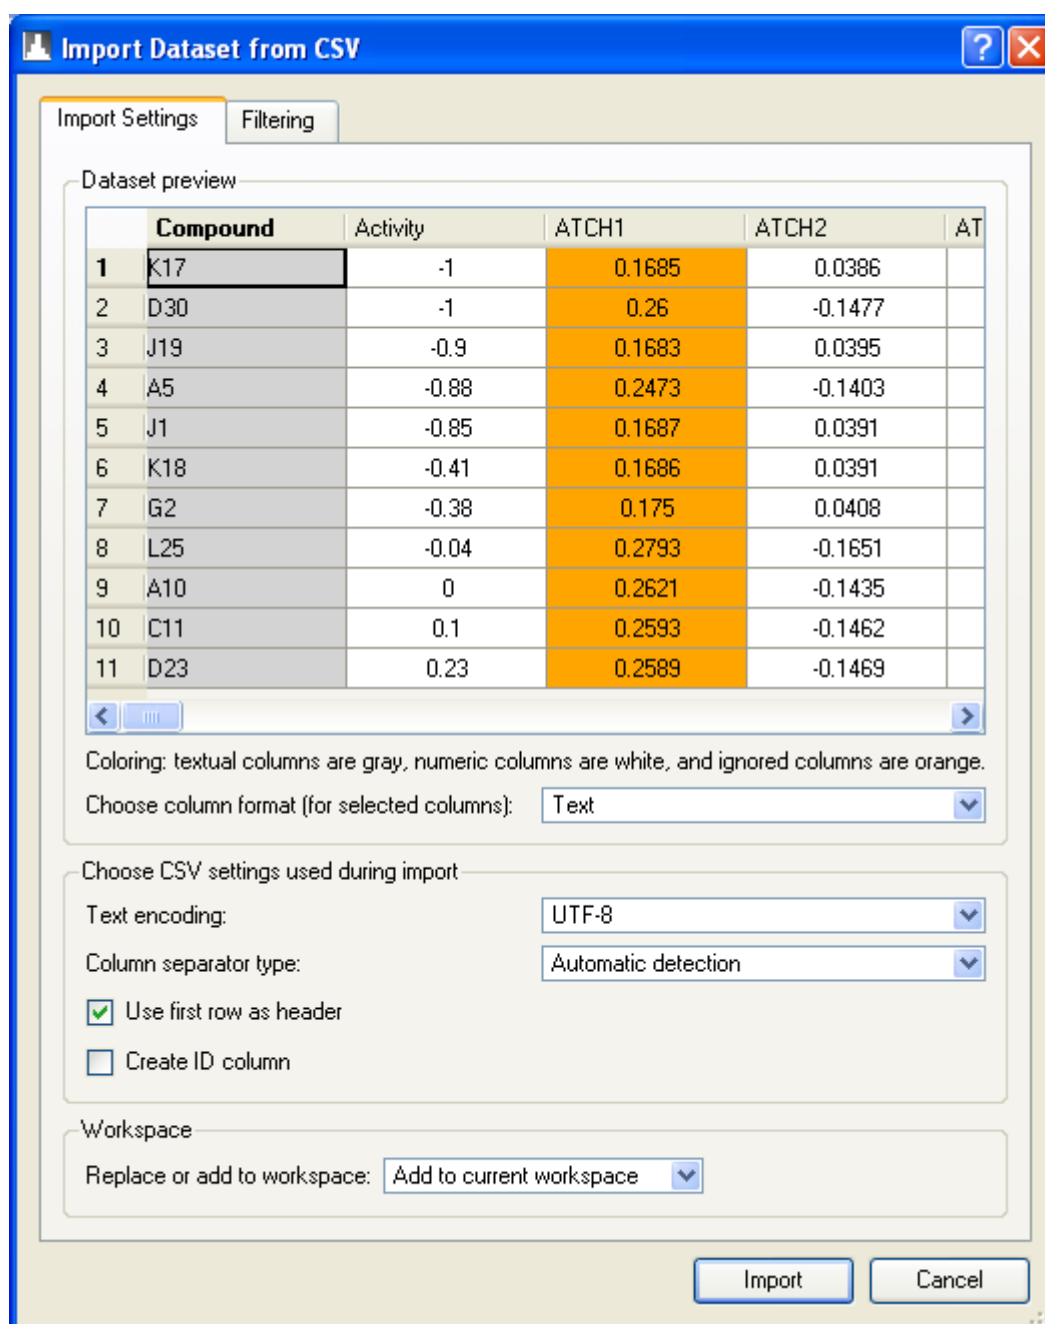 Import Dataset from CSV
Import Settings Filtering
Dataset preview
Compound Activity ATCH1 ATCH2 AT
1 K17 -1 0.1685 0.0386
2 D30 -1 0.26 -0.1477
3 J19 -0.9 0.1683 0.0395
4 A5 -0.88 0.2473 -0.1403
5 J1 -0.85 0.1687 0.0391
6 K18 -0.41 0.1686 0.0391
7 G2 -0.38 0.175 0.0408
8 L25 -0.04 0.2793 -0.1651
9 A10 0 0.2621 -0.1435
10 C11 0.1 0.2593 -0.1462
11 D23 0.23 0.2589 -0.1469
Coloring: textual columns are gray, numeric columns are white, and ignored columns are orange.
Choose column format (for selected columns): Text
Choose CSV settings used during import
Text encoding: UTF-8
Column separator type: Automatic detection
Use first row as header
Create ID column
Workspace
Replace or add to workspace: Add to current workspace
Import Cancel